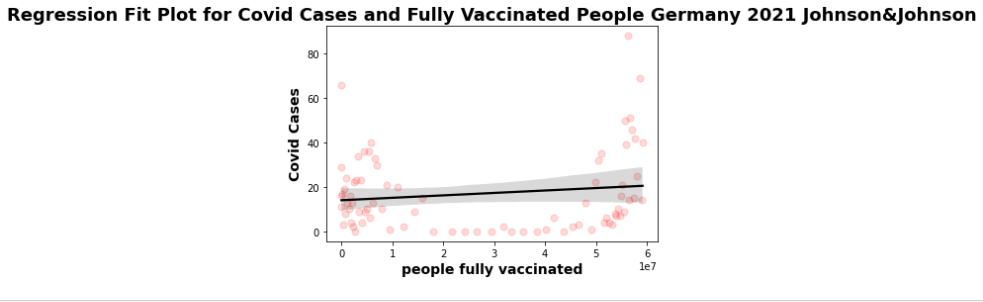 Regression Fit Plot for Covid Cases and Fully Vaccinated People Germany 2021 Johnson&Johnson
80
60
40
20
0
Covid Cases
0 1 2 3 4 5 6
1e7
people fully vaccinated